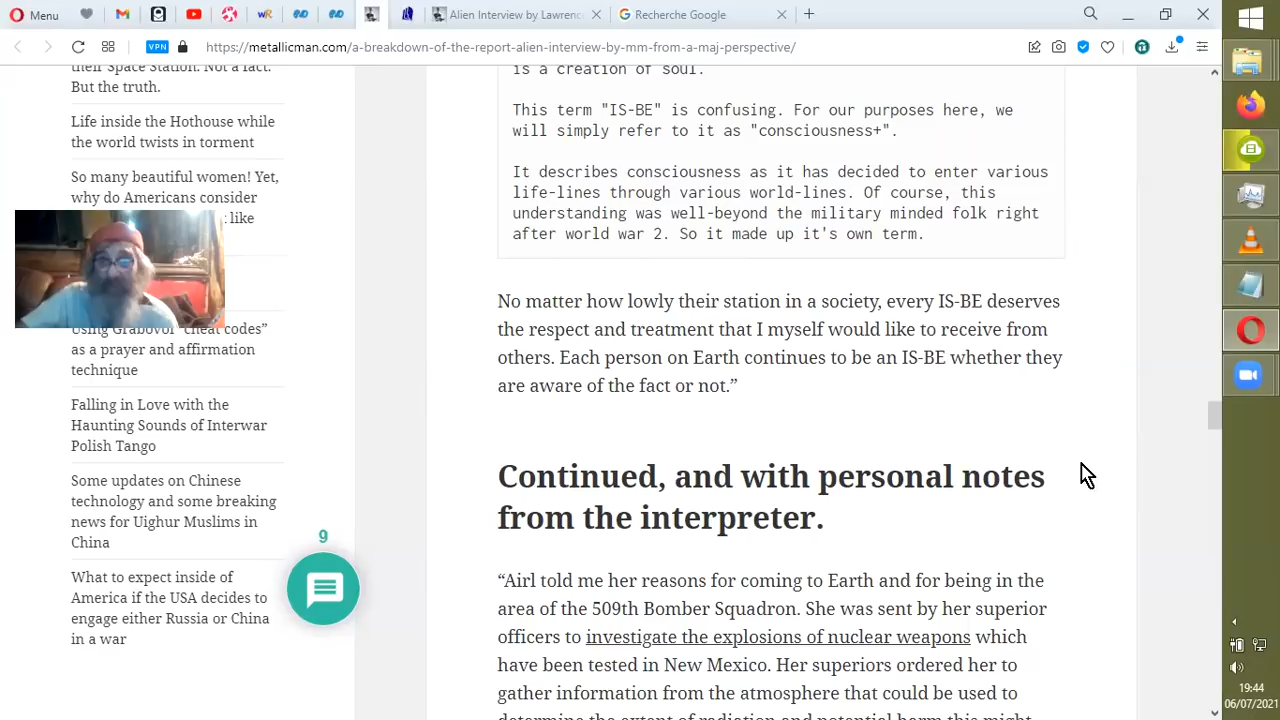 Menu
Alien Interview by Lawrenc
Recherche Google
VPN
https://metallicman.com/a-breakdown-of-the-report-alien-interview-by-mm-from-a-maj-perspective/
their Space Station. Not a fact.
But the truth.
Life inside the Hothouse while
the world twists in torment
So many beautiful women! Yet,
why do Americans consider
like
Using Grabovoi "cheat codes"
as a prayer and affirmation
technique
Falling in Love with the
Haunting Sounds of Interwar
Polish Tango
Some updates on Chinese
technology and some breaking
news for Uighur Muslims in
China
What to expect inside of
America if the USA decides to
engage either Russia or China
in a war
9
is a creation of soul.
This term "IS-BE" is confusing. For our purposes here, we
will simply refer to it as "consciousness+".
It describes consciousness as it has decided to enter various
life-lines through various world-lines. Of course, this
understanding was well-beyond the military minded folk right
after world war 2. So it made up it's own term.
No matter how lowly their station in a society, every IS-BE deserves
the respect and treatment that I myself would like to receive from
others. Each person on Earth continues to be an IS-BE whether they
are aware of the fact or not.”
Continued, and with personal notes
from the interpreter.
“Airl told me her reasons for coming to Earth and for being in the
area of the 509th Bomber Squadron. She was sent by her superior
officers to investigate the explosions of nuclear weapons which
have been tested in New Mexico. Her superiors ordered her to
gather information from the atmosphere that could be used to
determine the extent of radiation and potential harm this might
19:44
06/07/2021